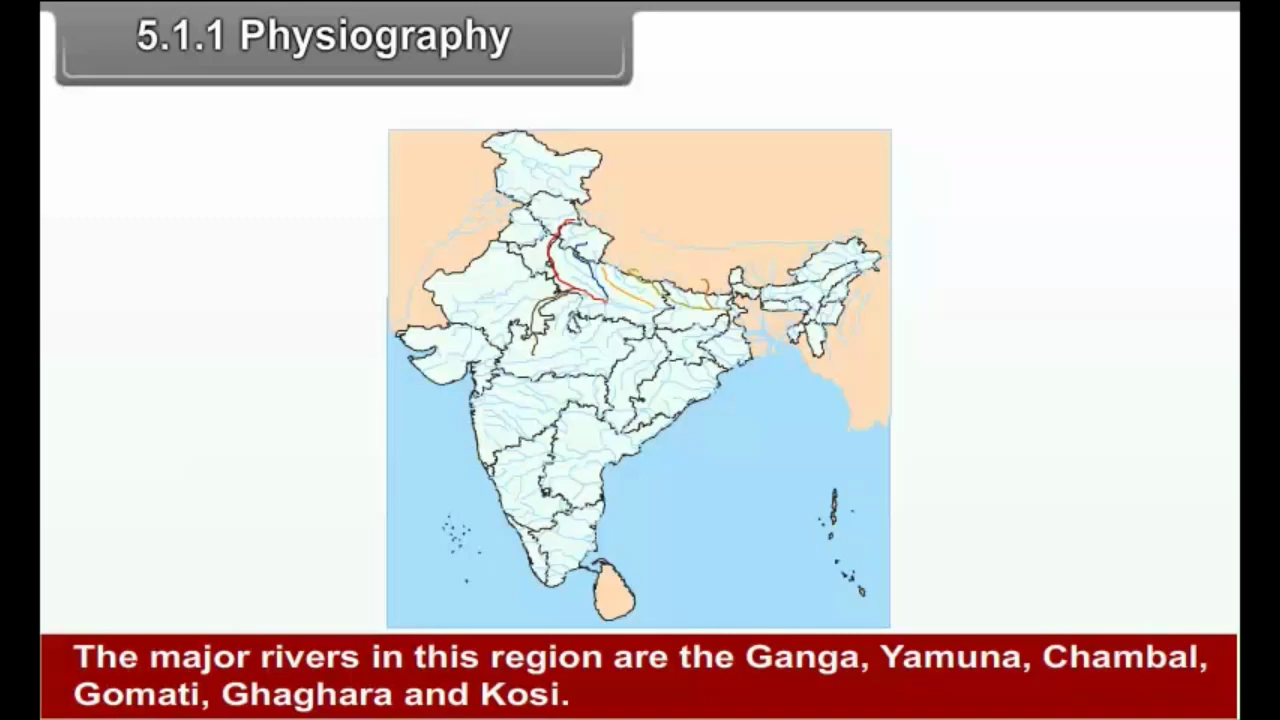 5.1.1 Physiography
The major rivers in this region are the Ganga, Yamuna, Chambal,
Gomati, Ghaghara and Kosi.